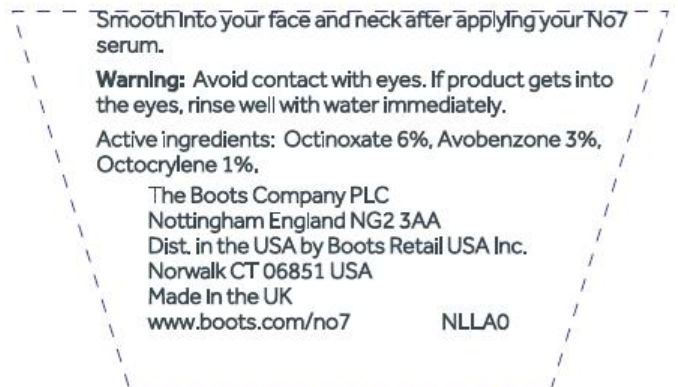 Smooth into your face and neck after applying your No7
serum.
Warning: Avoid contact with eyes. If product gets into
the eyes, rinse well with water immediately.
Active ingredients: Octinoxate 6%, Avobenzone 3%,
Octocrylene 1%.
The Boots Company PLC
Nottingham England NG2 3AA
Dist. in the USA by Boots Retail USA Inc.
Norwalk CT 06851 USA
Made in the UK
www.boots.com/no7 NLLA0